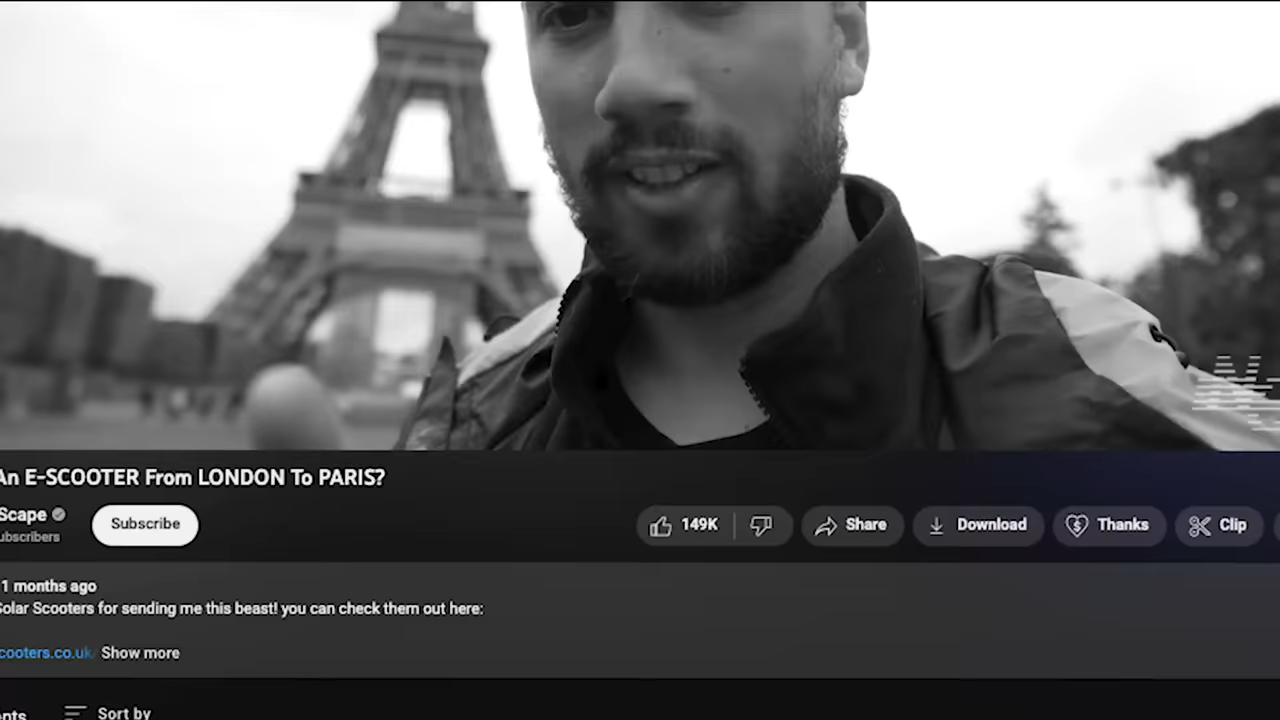 An E-SCOOTER From LONDON To PARIS?
Scape
Subscribe
ubscribers
149K
Share
Download
Thanks
Clip
1 months ago
Solar Scooters for sending me this beast! you can check them out here:
cooters.co.uk Show more
ents
Sort by